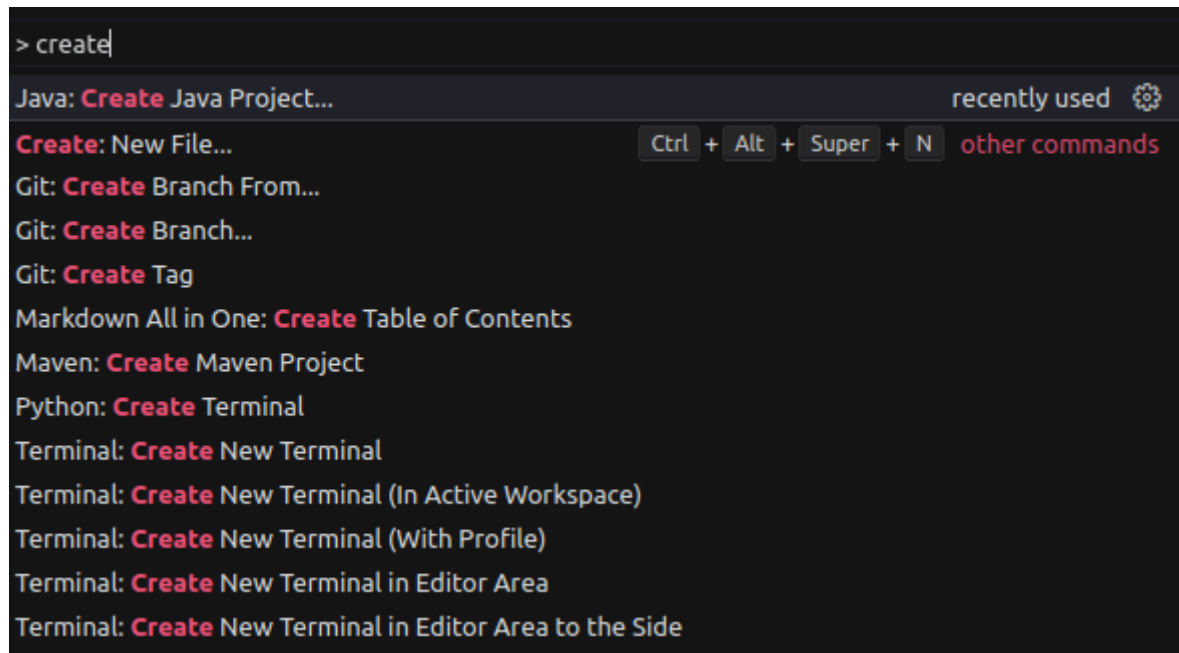 > create
Java: Create Java Project... recently used
Create: New File... Ctrl + Alt + Super + N other commands
Git: Create Branch From...
Git: Create Branch...
Git: Create Tag
Markdown All in One: Create Table of Contents
Maven: Create Maven Project
Python: Create Terminal
Terminal: Create New Terminal
Terminal: Create New Terminal (In Active Workspace)
Terminal: Create New Terminal (With Profile)
Terminal: Create New Terminal in Editor Area
Terminal: Create New Terminal in Editor Area to the Side